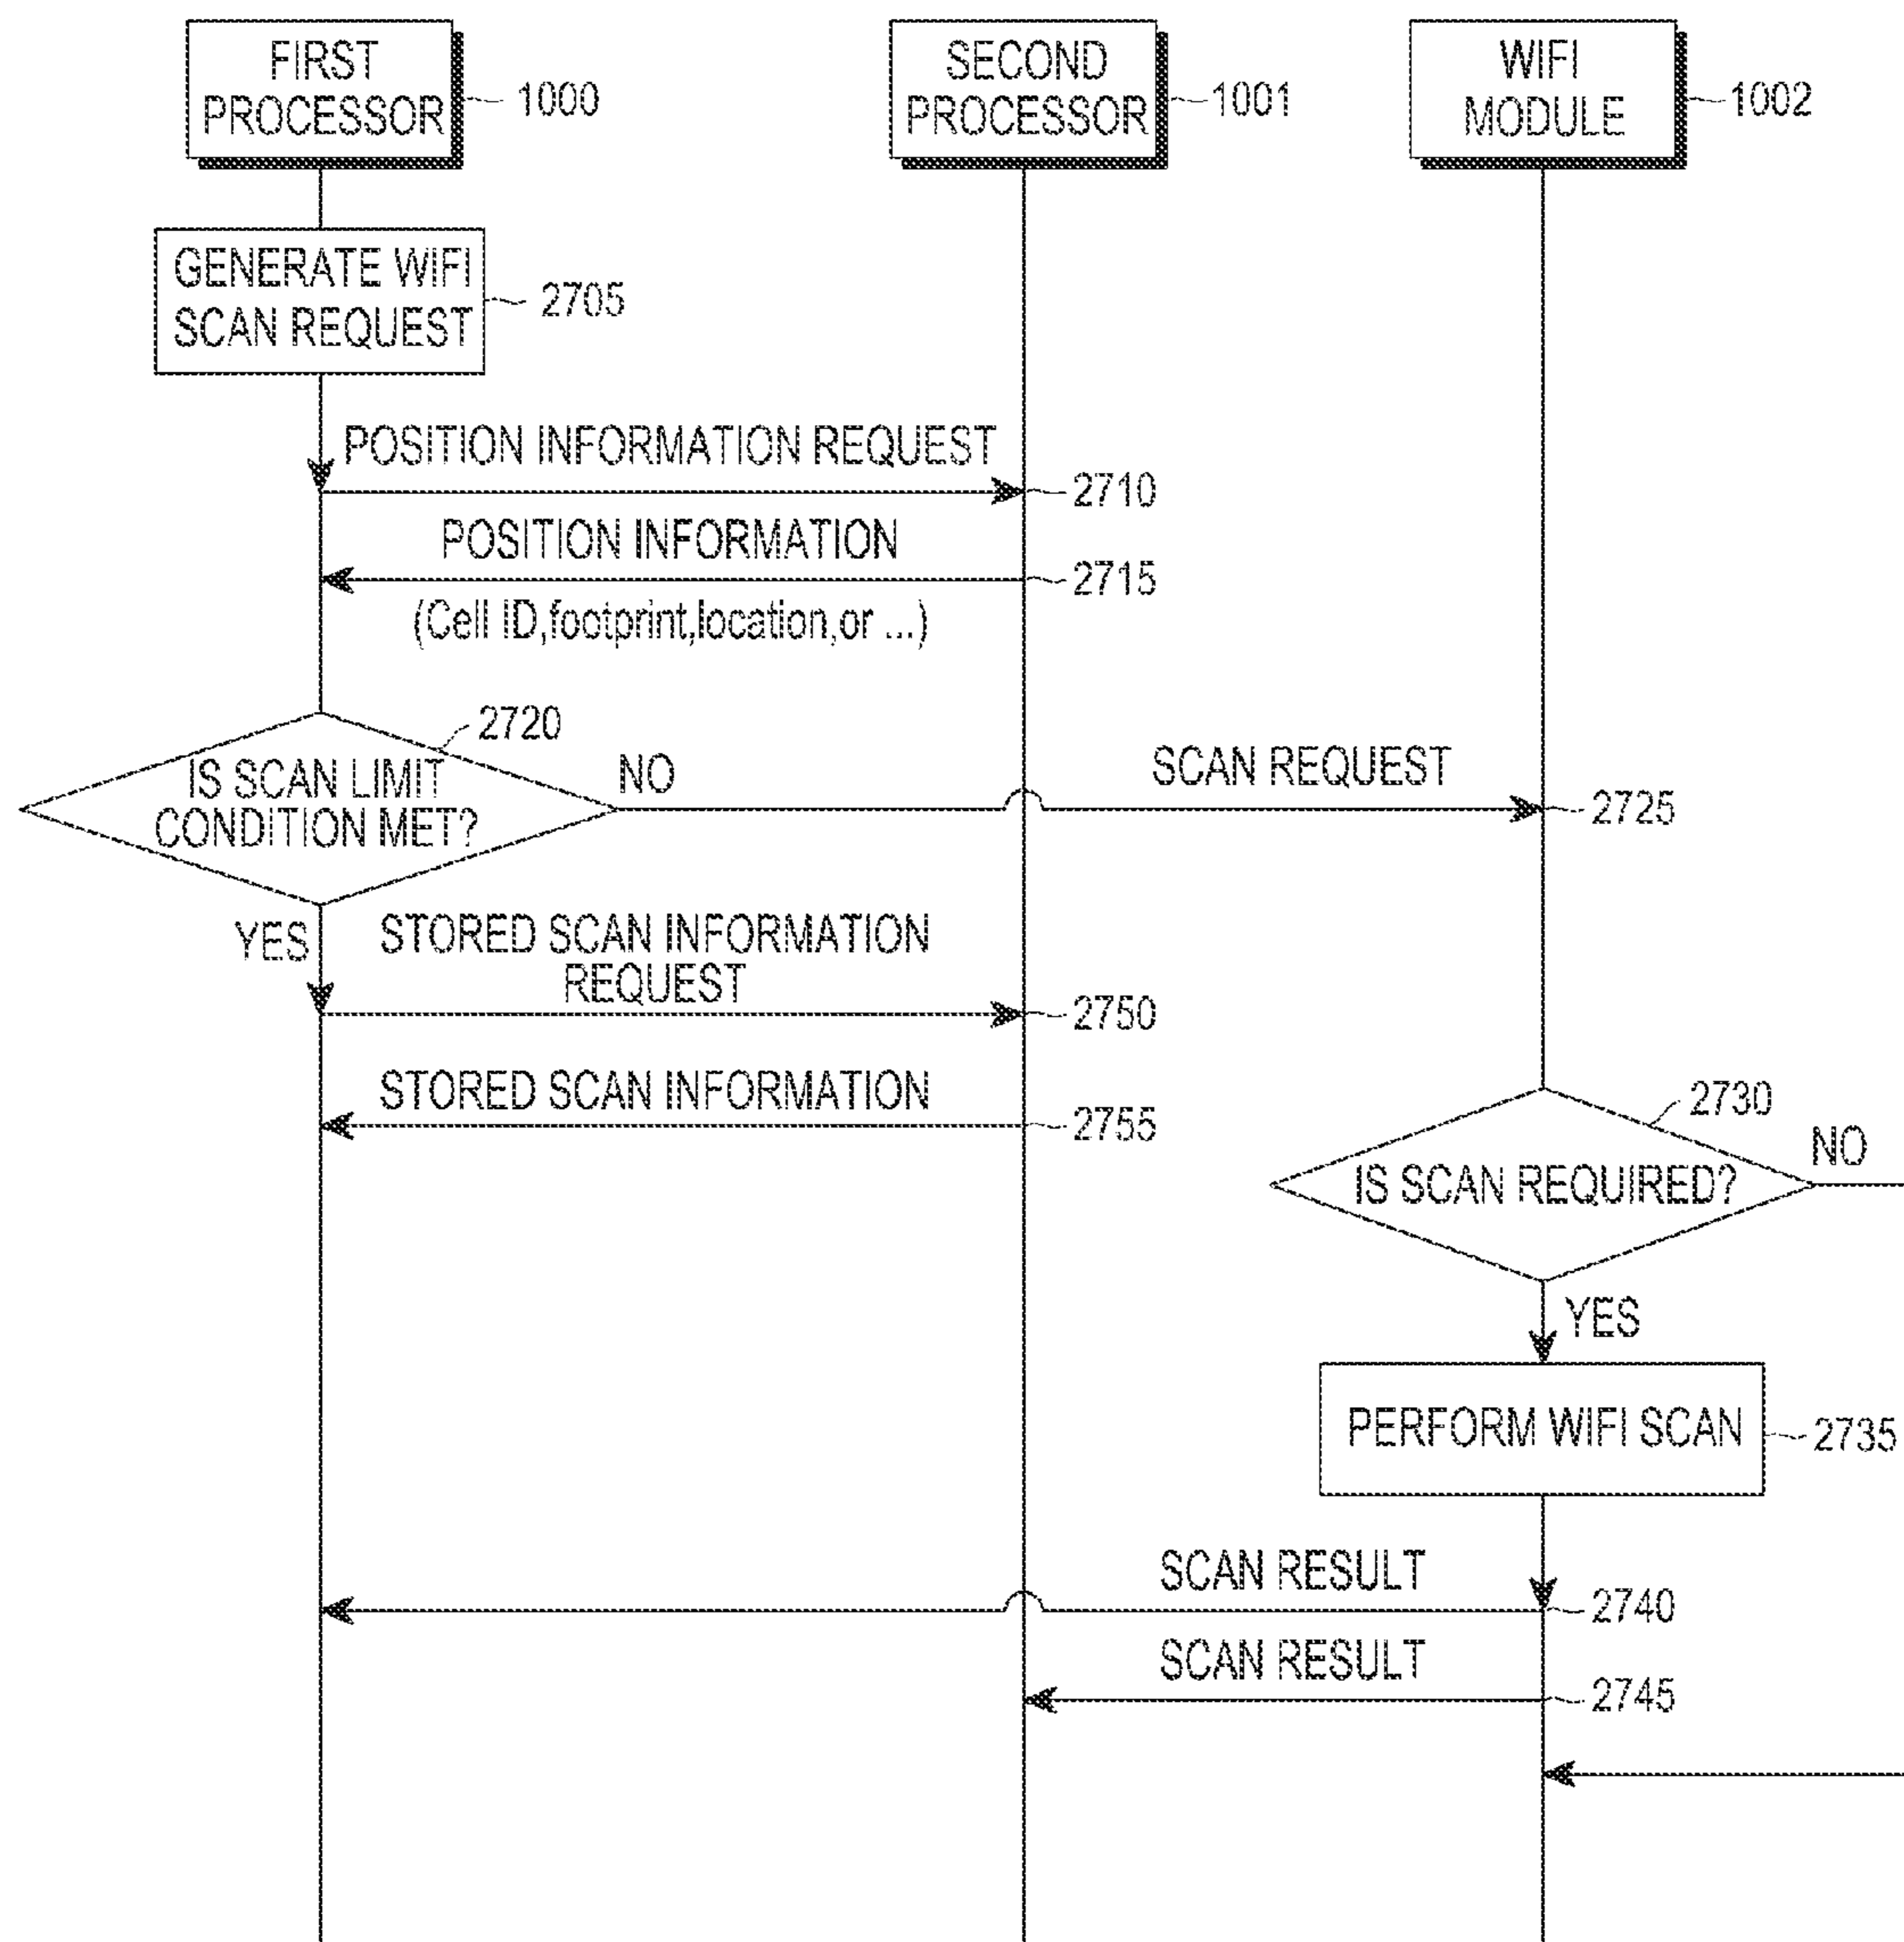 FIRST
PROCESSOR
1000
SECOND
PROCESSOR
1001
WIFI
MODULE
1002
GENERATE WIFI
SCAN REQUEST
2705
POSITION INFORMATION REQUEST
2710
POSITION INFORMATION
2715
(Cell ID,footprint,location,or ...)
2720
IS SCAN LIMIT
CONDITION MET?
NO
SCAN REQUEST
2725
YES
STORED SCAN INFORMATION
REQUEST
2750
STORED SCAN INFORMATION
2755
2730
IS SCAN REQUIRED?
NO
YES
PERFORM WIFI SCAN
2735
SCAN RESULT
2740
SCAN RESULT
2745